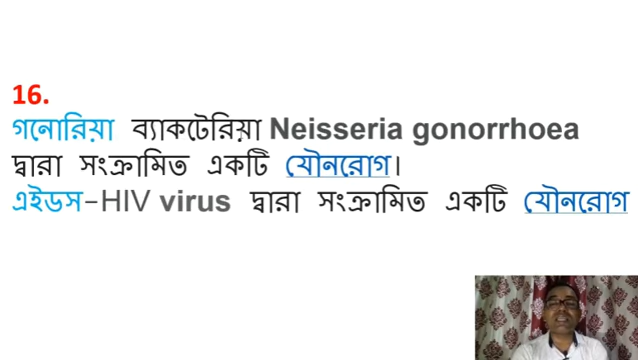 16.
গনোরিয়া ব্যাকটেরিয়া Neisseria gonorrhoea
দ্বারা সংক্রামিত একটি যৌনরোগ।
এইডস–HIV virus দ্বারা সংক্রামিত একটি যৌনরোগ